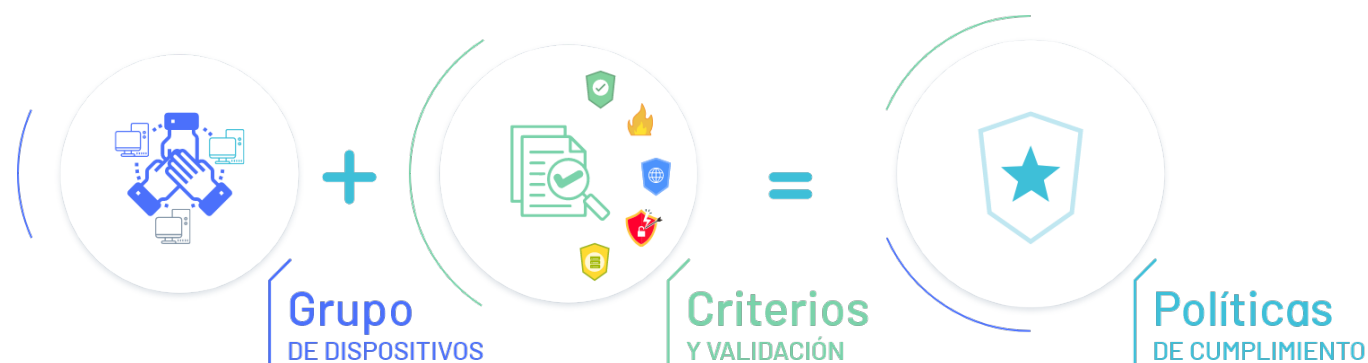 Grupo
DE DISPOSITIVOS
Criterios
Y VALIDACIÓN
Políticas
DE CUMPLIMIENTO